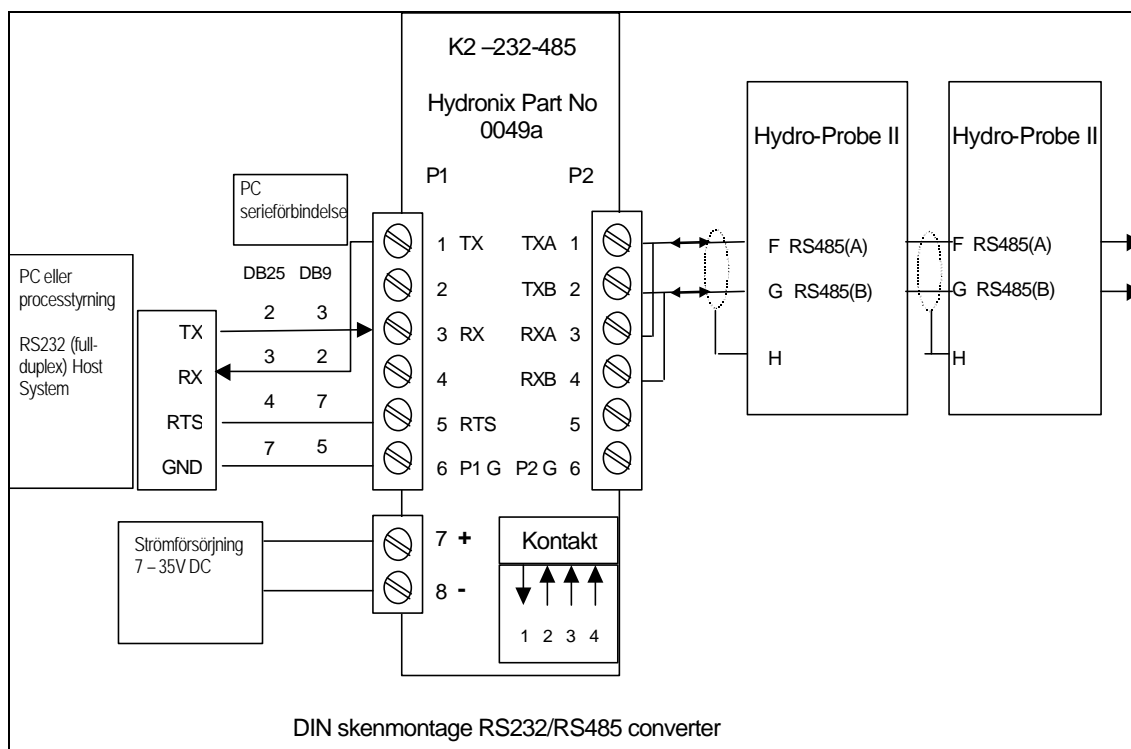 K2 –232-485
Hydronix Part No
0049a
P1
P2
PC
serieförbindelse
PC eller
processtyrning
RS232 (full-
duplex) Host
System
DB25
DB9
TX
2
3
RX
3
2
RTS
4
7
GND
7
5
1 TX
2
3 RX
4
5 RTS
6 P1 G
TXA 1
TXB 2
RXA 3
RXB 4
5
P2 G 6
Hydro-Probe II
F RS485(A)
G RS485(B)
H
Hydro-Probe II
F RS485(A)
G RS485(B)
H
Strömförsörjning
7 – 35V DC
7 +
8 -
Kontakt
1 2 3 4
DIN skenmontage RS232/RS485 converter